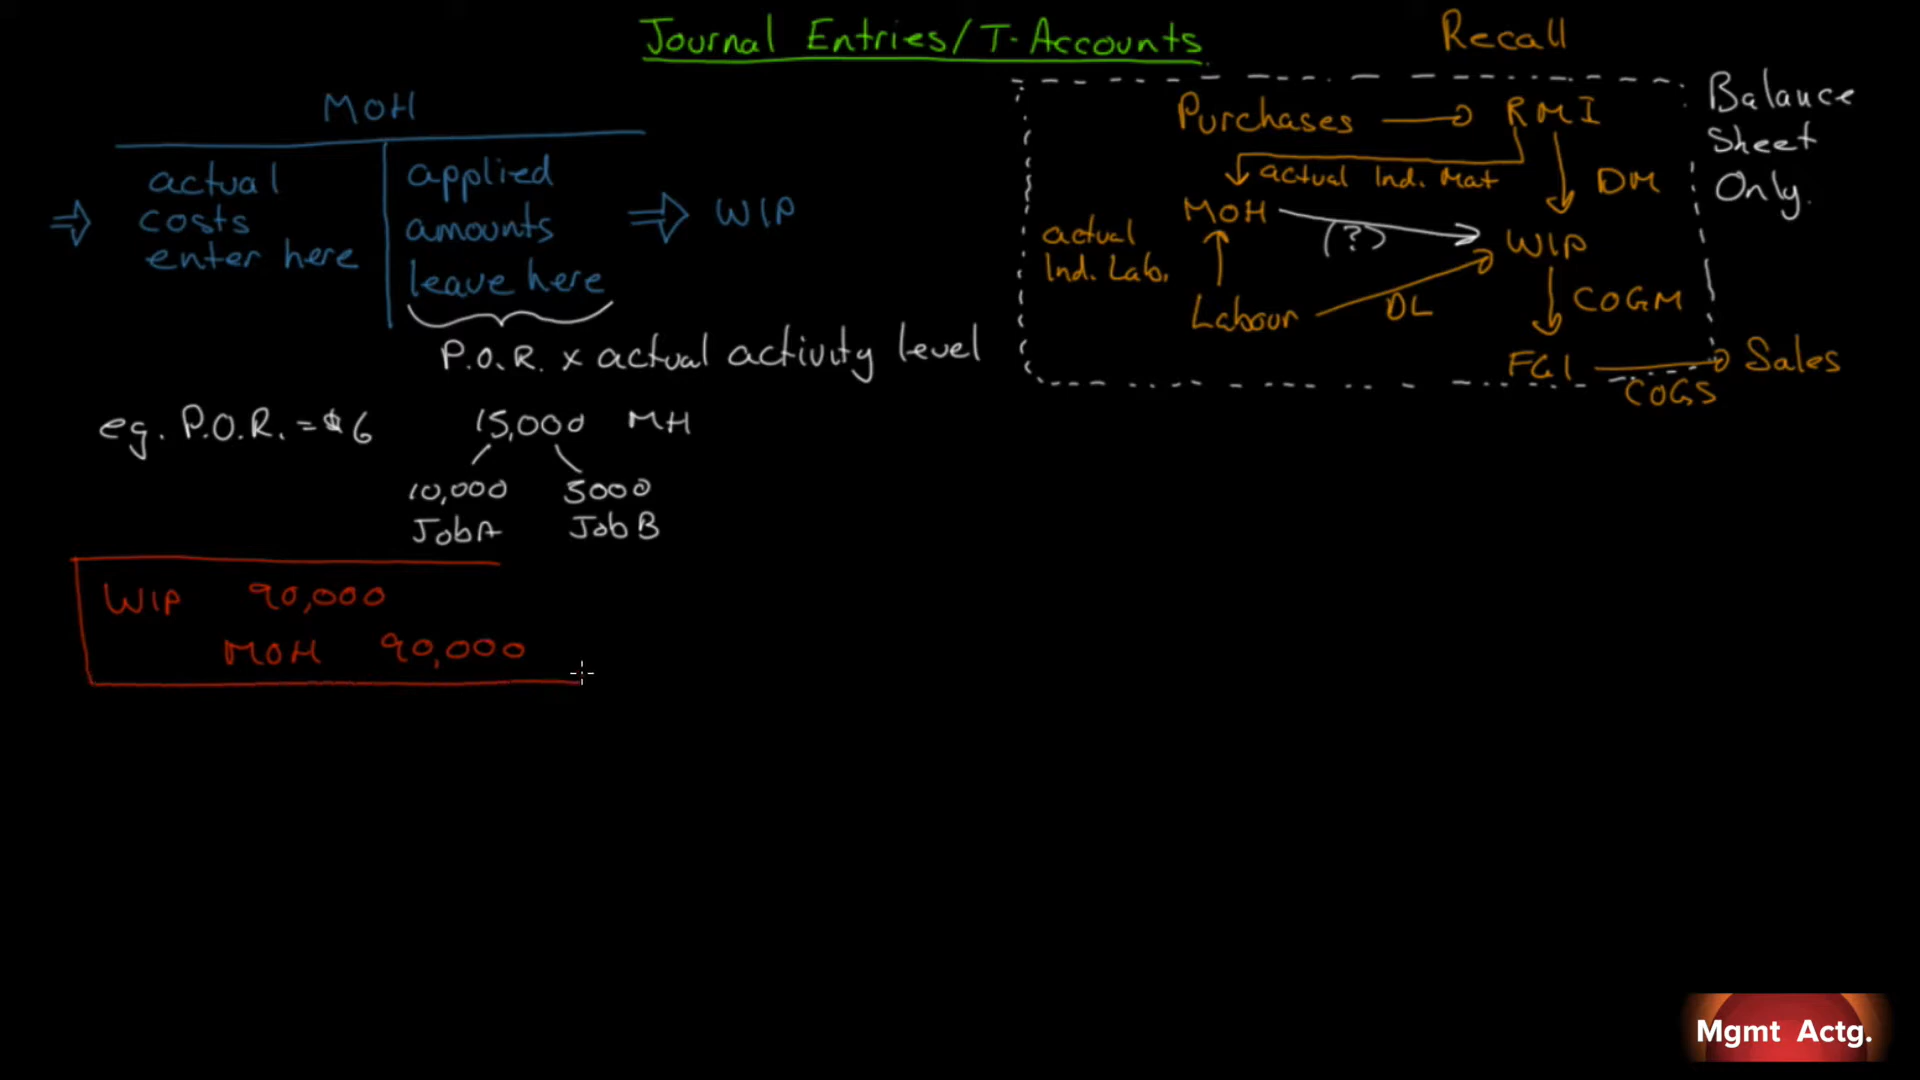 Journal Entries/T-Accounts
MOH
actual
costs
enter here
applied
amounts
leave here
⇒ WIP
P.O.R. x actual activity level
eg. P.O.R. = $6
15,000 MH
10,000
Job A
5000
Job B
WIP 90,000
MOH 90,000
Recall
Balance
Sheet
Only.
Purchases → RMI
actual Ind. Mat
DM
MOH
(?)
WIP
actual
Ind. Lab.
Labour
DL
COGM
FGI
COGS
Sales
Mgmt Actg.